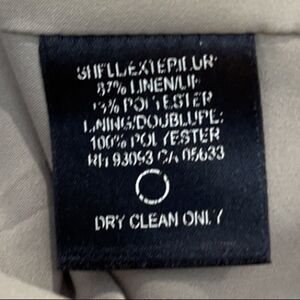 SHELL/EXTERIEUR:
87% LINEN/LIN
13% POLYESTER
LINING/DOUBLURE:
100% POLYESTER
RN 93093 CA 05633
DRY CLEAN ONLY